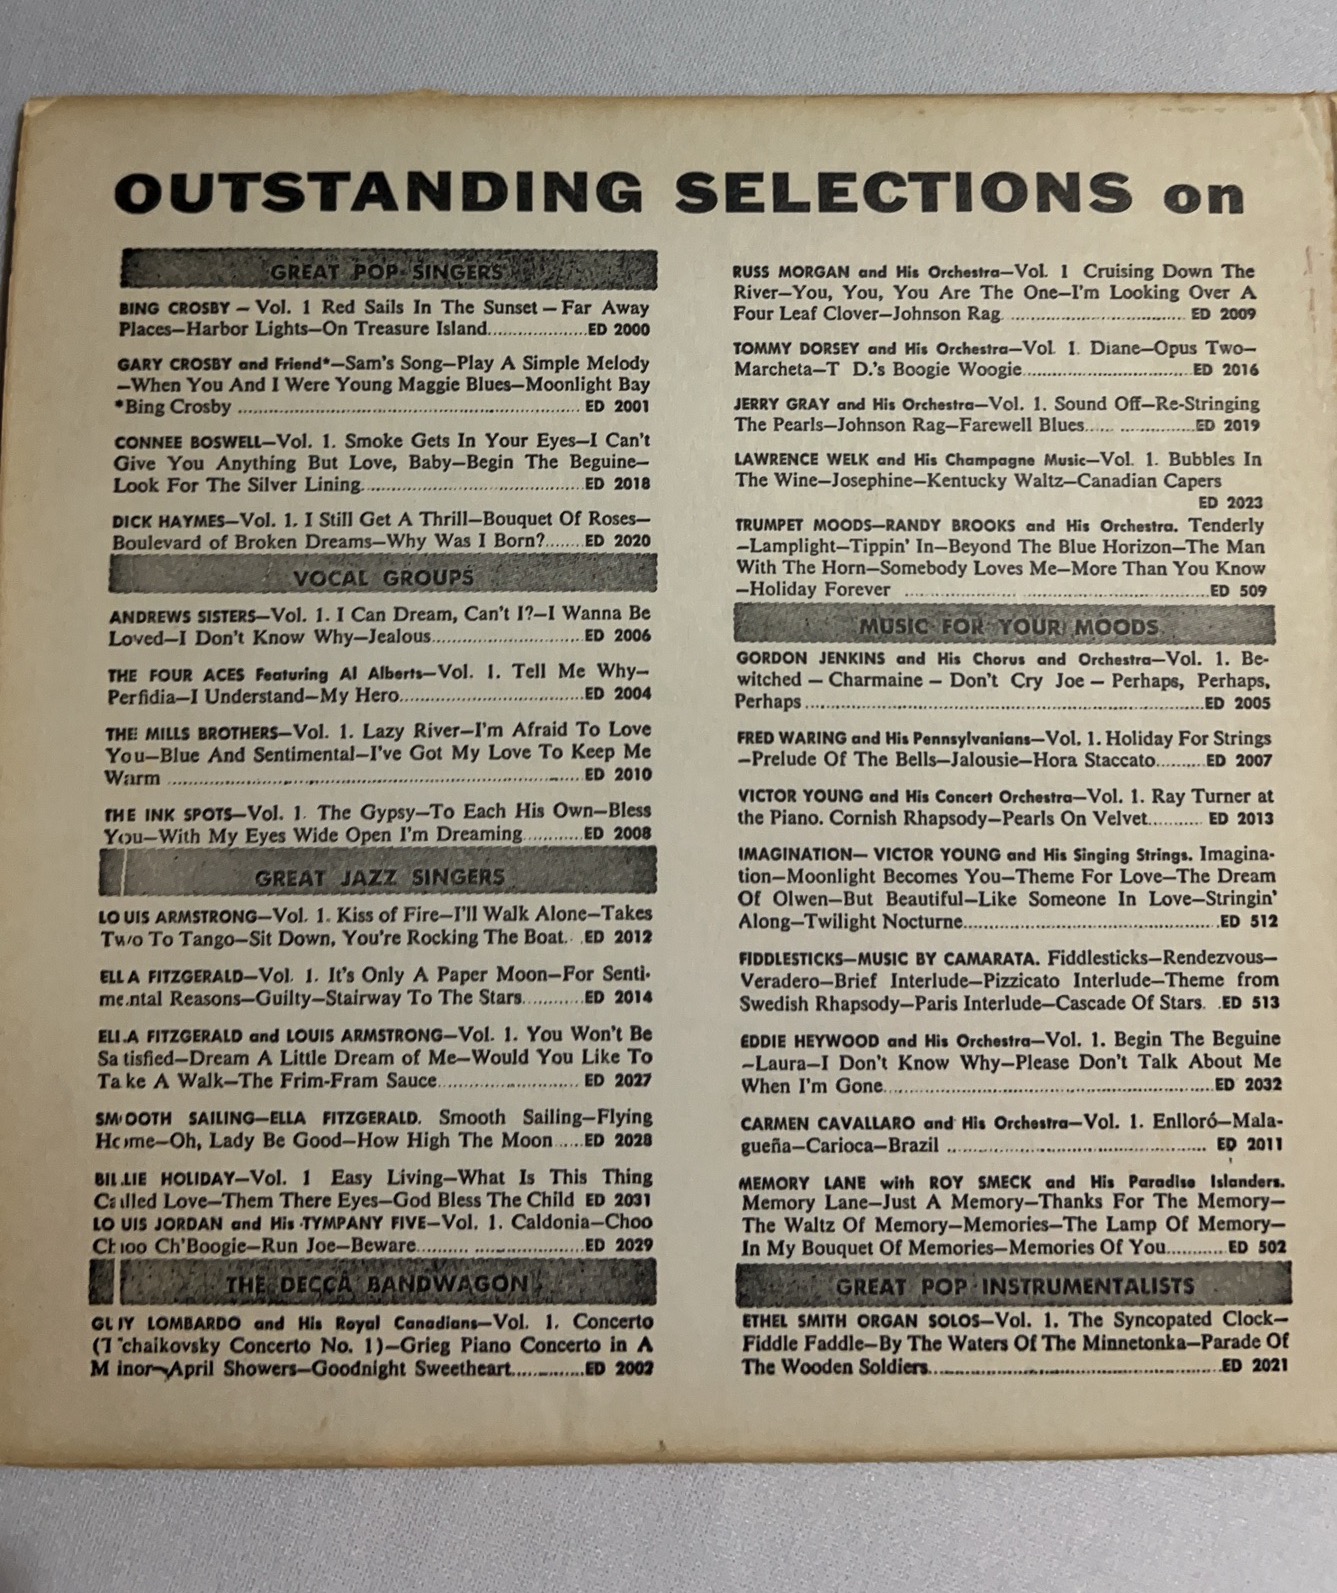 OUTSTANDING SELECTIONS on
GREAT POP SINGERS
BING CROSBY – Vol. 1 Red Sails In The Sunset – Far Away
Places–Harbor Lights–On Treasure Island..................ED 2000
GARY CROSBY and Friend*–Sam's Song–Play A Simple Melody
–When You And I Were Young Maggie Blues–Moonlight Bay
*Bing Crosby .............................................................. ED 2001
CONNEE BOSWELL–Vol. 1. Smoke Gets In Your Eyes–I Can't
Give You Anything But Love, Baby–Begin The Beguine–
Look For The Silver Lining........................................ED 2018
DICK HAYMES–Vol. 1. I Still Get A Thrill–Bouquet Of Roses–
Boulevard of Broken Dreams–Why Was I Born?.......ED 2020
VOCAL GROUPS
ANDREWS SISTERS–Vol. 1. I Can Dream, Can't I?–I Wanna Be
Loved–I Don't Know Why–Jealous...........................ED 2006
THE FOUR ACES Featuring Al Alberts–Vol. 1. Tell Me Why–
Perfidia–I Understand–My Hero.................................ED 2004
THE MILLS BROTHERS–Vol. 1. Lazy River–I'm Afraid To Love
You–Blue And Sentimental–I've Got My Love To Keep Me
Warm ..........................................................................ED 2010
THE INK SPOTS–Vol. 1. The Gypsy–To Each His Own–Bless
You–With My Eyes Wide Open I'm Dreaming...........ED 2008
GREAT JAZZ SINGERS
LOUIS ARMSTRONG–Vol. 1. Kiss of Fire–I'll Walk Alone–Takes
Two To Tango–Sit Down, You're Rocking The Boat.. .ED 2012
ELLA FITZGERALD–Vol. 1. It's Only A Paper Moon–For Senti-
mental Reasons–Guilty–Stairway To The Stars...........ED 2014
ELLA FITZGERALD and LOUIS ARMSTRONG–Vol. 1. You Won't Be
Satisfied–Dream A Little Dream of Me–Would You Like To
Take A Walk–The Frim-Fram Sauce......................... ED 2027
SMOOTH SAILING–ELLA FITZGERALD. Smooth Sailing–Flying
Home–Oh, Lady Be Good–How High The Moon .....ED 2028
BILLIE HOLIDAY–Vol. 1 Easy Living–What Is This Thing
Called Love–Them There Eyes–God Bless The Child ED 2031
LOUIS JORDAN and His TYMPANY FIVE–Vol. 1. Caldonia–Choo
Choo Ch'Boogie–Run Joe–Beware.............................ED 2029
THE DECCA BANDWAGON
GUY LOMBARDO and His Royal Canadians–Vol. 1. Concerto
(Tchaikovsky Concerto No. 1)–Grieg Piano Concerto in A
Minor–April Showers–Goodnight Sweetheart.............ED 2002
RUSS MORGAN and His Orchestra–Vol. 1 Cruising Down The
River–You, You, You Are The One–I'm Looking Over A
Four Leaf Clover–Johnson Rag ............................... ED 2009
TOMMY DORSEY and His Orchestra–Vol. 1. Diane–Opus Two–
Marcheta–T D.'s Boogie Woogie..............................ED 2016
JERRY GRAY and His Orchestra–Vol. 1. Sound Off–Re-Stringing
The Pearls–Johnson Rag–Farewell Blues...................ED 2019
LAWRENCE WELK and His Champagne Music–Vol. 1. Bubbles In
The Wine–Josephine–Kentucky Waltz–Canadian Capers
ED 2023
TRUMPET MOODS–RANDY BROOKS and His Orchestra. Tenderly
–Lamplight–Tippin' In–Beyond The Blue Horizon–The Man
With The Horn–Somebody Loves Me–More Than You Know
–Holiday Forever .......................................................ED 509
MUSIC FOR YOUR MOODS
GORDON JENKINS and His Chorus and Orchestra–Vol. 1. Be-
witched – Charmaine – Don't Cry Joe – Perhaps, Perhaps,
Perhaps ........................................................................ED 2005
FRED WARING and His Pennsylvanians–Vol. 1. Holiday For Strings
–Prelude Of The Bells–Jalousie–Hora Staccato.........ED 2007
VICTOR YOUNG and His Concert Orchestra–Vol. 1. Ray Turner at
the Piano. Cornish Rhapsody–Pearls On Velvet.......... ED 2013
IMAGINATION– VICTOR YOUNG and His Singing Strings. Imagina-
tion–Moonlight Becomes You–Theme For Love–The Dream
Of Olwen–But Beautiful–Like Someone In Love–Stringin'
Along–Twilight Nocturne..............................................ED 512
FIDDLESTICKS–MUSIC BY CAMARATA. Fiddlesticks–Rendezvous–
Veradero–Brief Interlude–Pizzicato Interlude–Theme from
Swedish Rhapsody–Paris Interlude–Cascade Of Stars. .ED 513
EDDIE HEYWOOD and His Orchestra–Vol. 1. Begin The Beguine
–Laura–I Don't Know Why–Please Don't Talk About Me
When I'm Gone............................................................ED 2032
CARMEN CAVALLARO and His Orchestra–Vol. 1. Enlloró–Mala-
gueña–Carioca–Brazil .............................................. ED 2011
MEMORY LANE with ROY SMECK and His Paradise Islanders.
Memory Lane–Just A Memory–Thanks For The Memory–
The Waltz Of Memory–Memories–The Lamp Of Memory–
In My Bouquet Of Memories–Memories Of You........... ED 502
GREAT POP INSTRUMENTALISTS
ETHEL SMITH ORGAN SOLOS–Vol. 1. The Syncopated Clock–
Fiddle Faddle–By The Waters Of The Minnetonka–Parade Of
The Wooden Soldiers.....................................................ED 2021